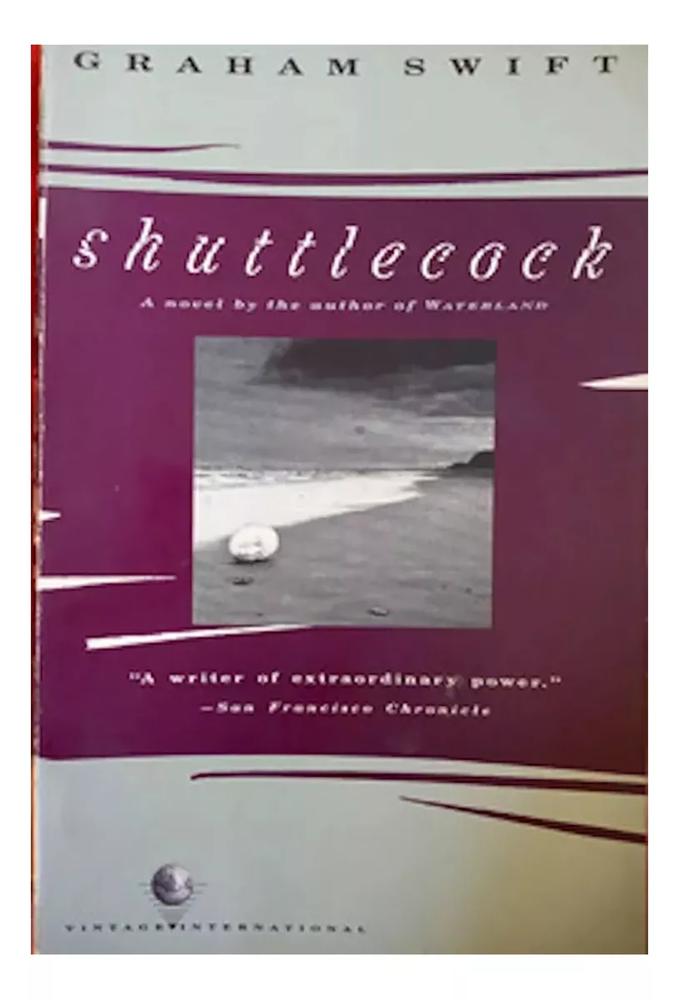 GRAHAM SWIFT
shuttlecock
A novel by the author of WATERLAND
"A writer of extraordinary power."
—San Francisco Chronicle
VINTAGE INTERNATIONAL